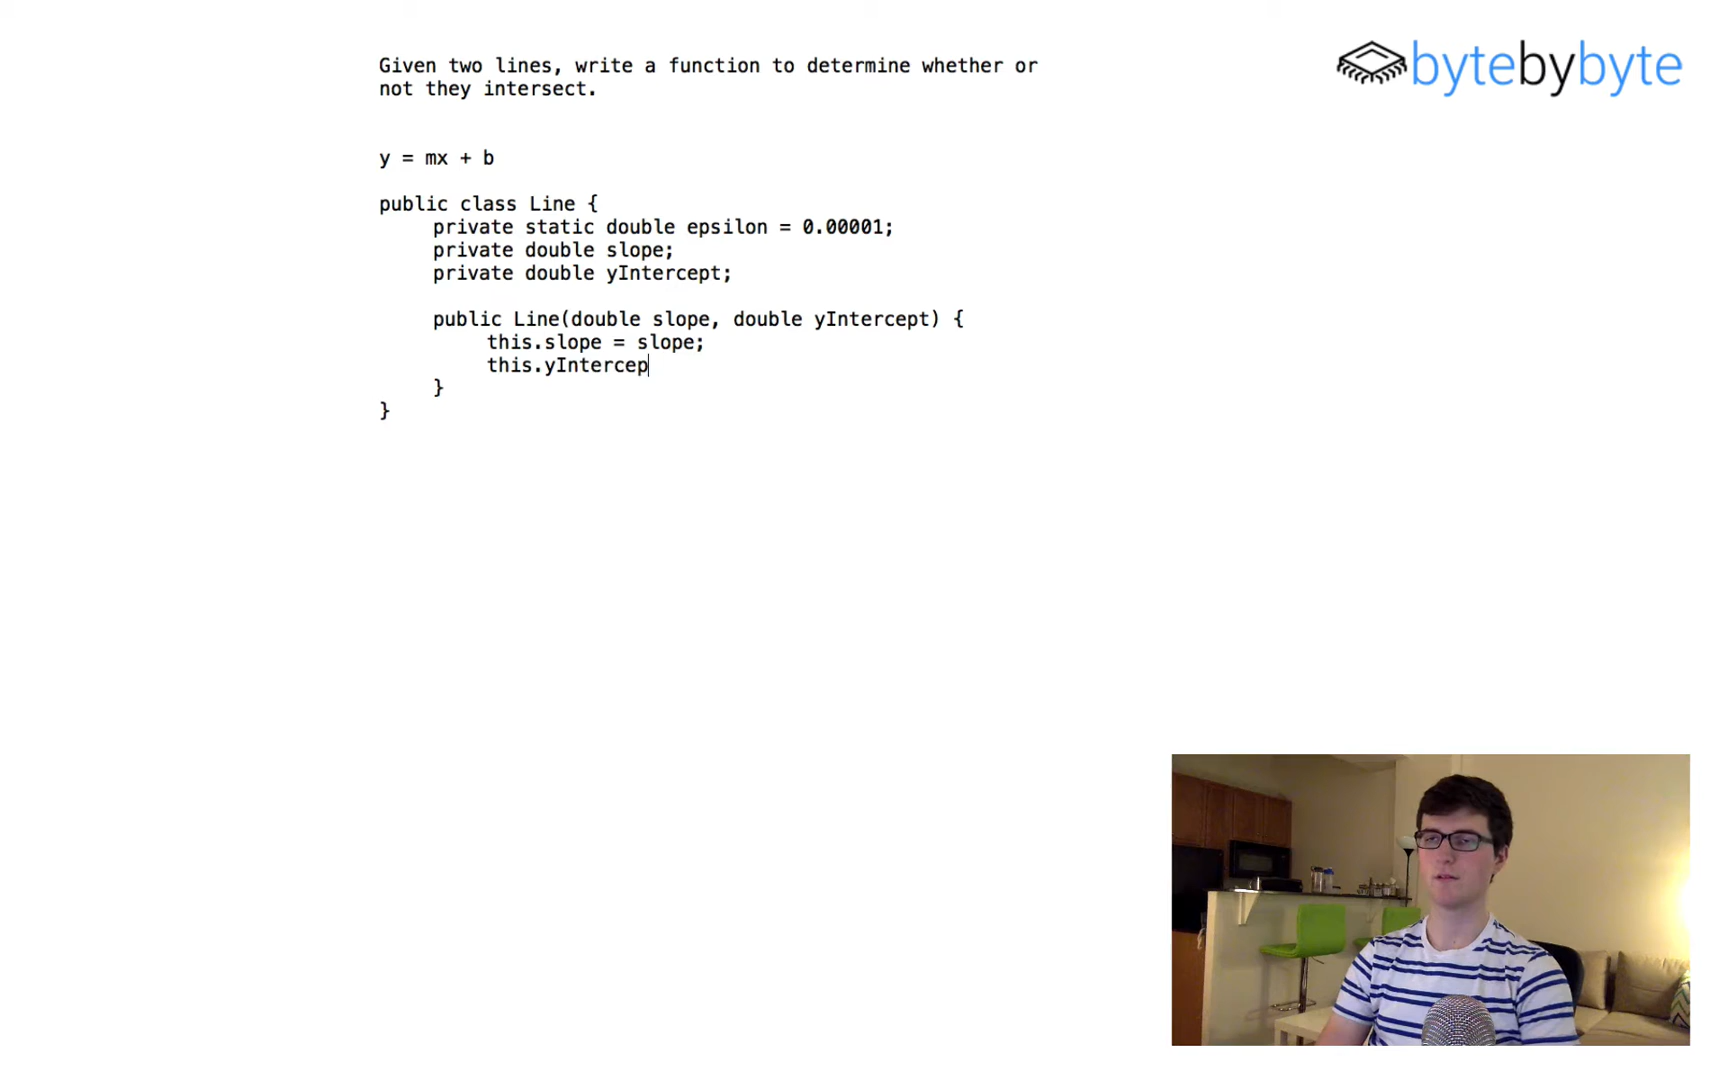 bytebybyte
Given two lines, write a function to determine whether or
not they intersect.
y = mx + b
public class Line {
private static double epsilon = 0.00001;
private double slope;
private double yIntercept;
public Line(double slope, double yIntercept) {
this.slope = slope;
this.yIntercep
}
}